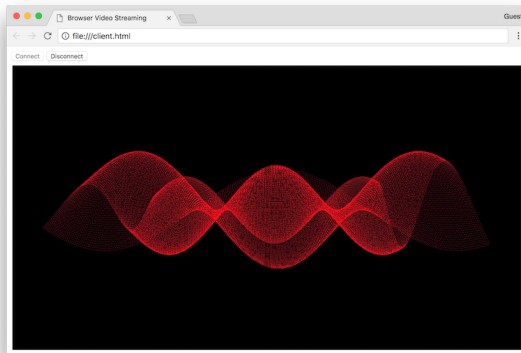 Browser Video Streaming
Guest
file:///client.html
Connect Disconnect